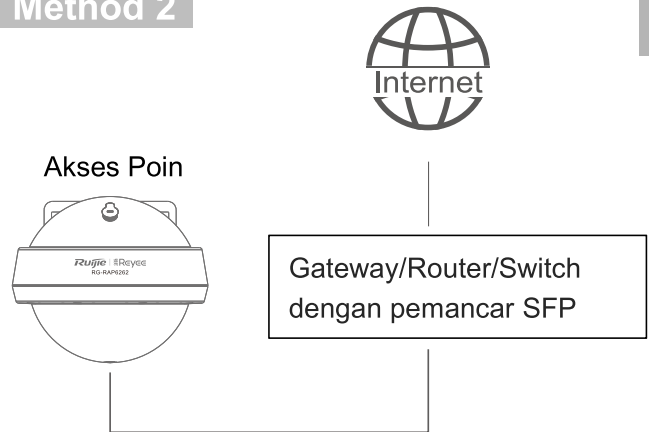 Method 2
Internet
Akses Poin
Ruijie | Reyee
RG-RAP6262
Gateway/Router/Switch
dengan pemancar SFP